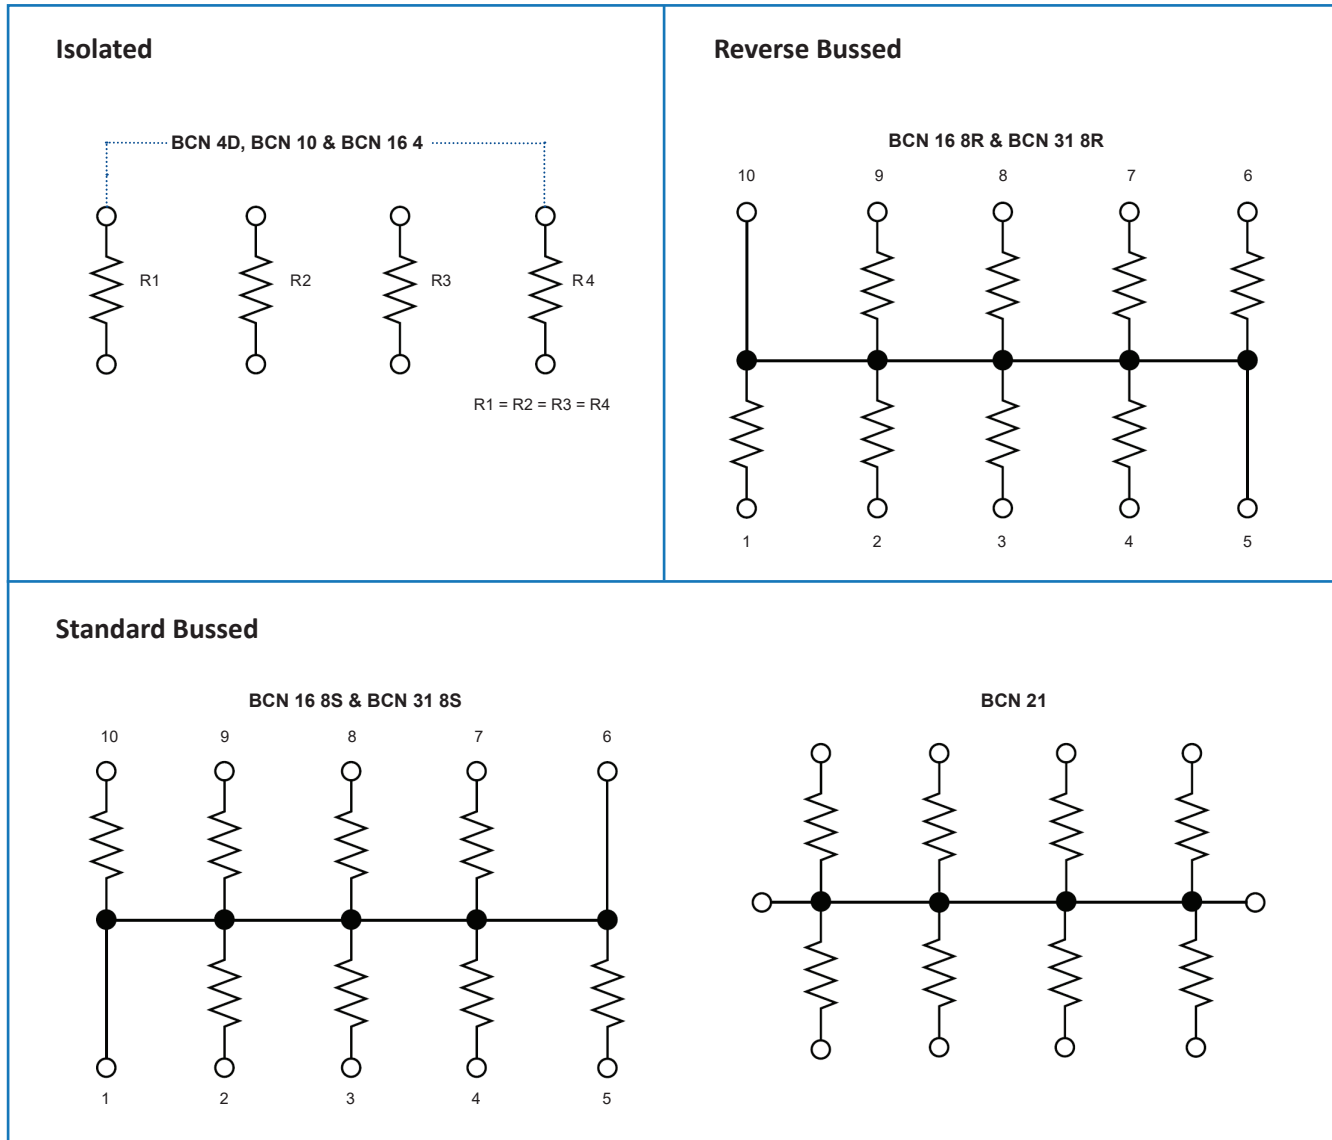 Isolated
BCN 4D, BCN 10 & BCN 16 4
R1 R2 R3 R4
R1 = R2 = R3 = R4
Reverse Bussed
BCN 16 8R & BCN 31 8R
10 9 8 7 6
1 2 3 4 5
Standard Bussed
BCN 16 8S & BCN 31 8S
10 9 8 7 6
1 2 3 4 5
BCN 21